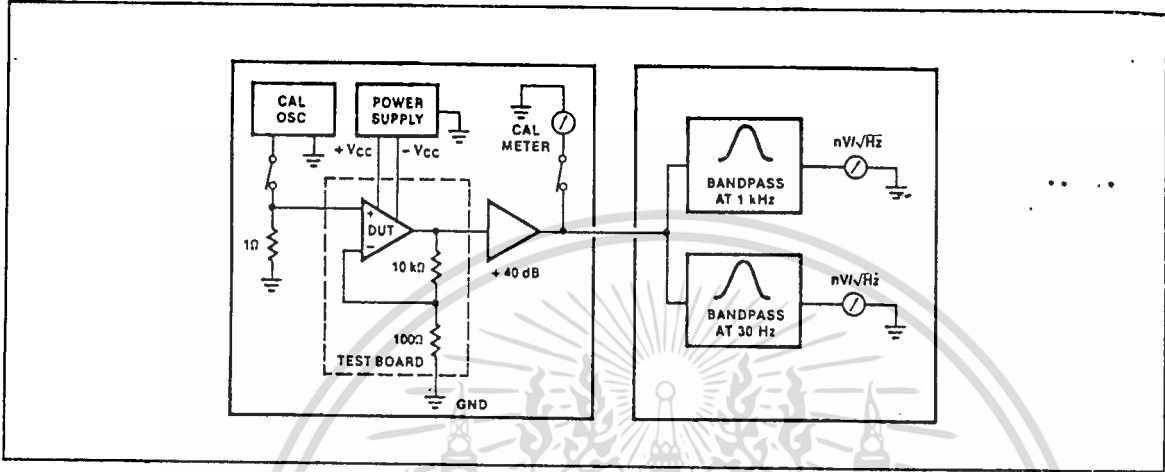 CAL
OSC
POWER
SUPPLY
+ VCC
− VCC
CAL
METER
1Ω
+
DUT
−
10 kΩ
100Ω
TEST BOARD
GND
+ 40 dB
BANDPASS
AT 1 kHz
nV/√Hz
BANDPASS
AT 30 Hz
nV/√Hz